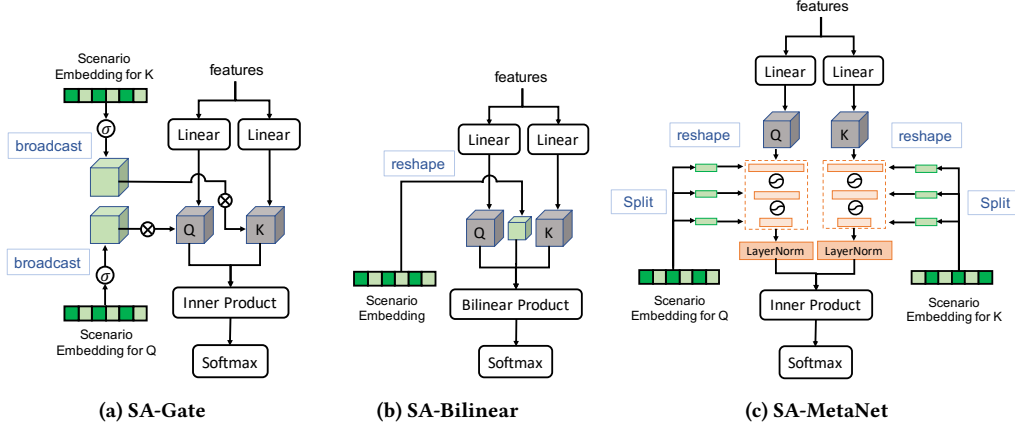 Scenario
Embedding for K
σ
broadcast
features
Linear
Linear
Q
K
broadcast
σ
Scenario
Embedding for Q
Inner Product
Softmax
(a) SA-Gate
features
Linear
Linear
reshape
Q
K
Scenario
Embedding
Bilinear Product
Softmax
(b) SA-Bilinear
features
Linear
Linear
reshape
Q
K
reshape
Split
Split
LayerNorm
LayerNorm
Scenario
Embedding for Q
Inner Product
Scenario
Embedding for K
Softmax
(c) SA-MetaNet